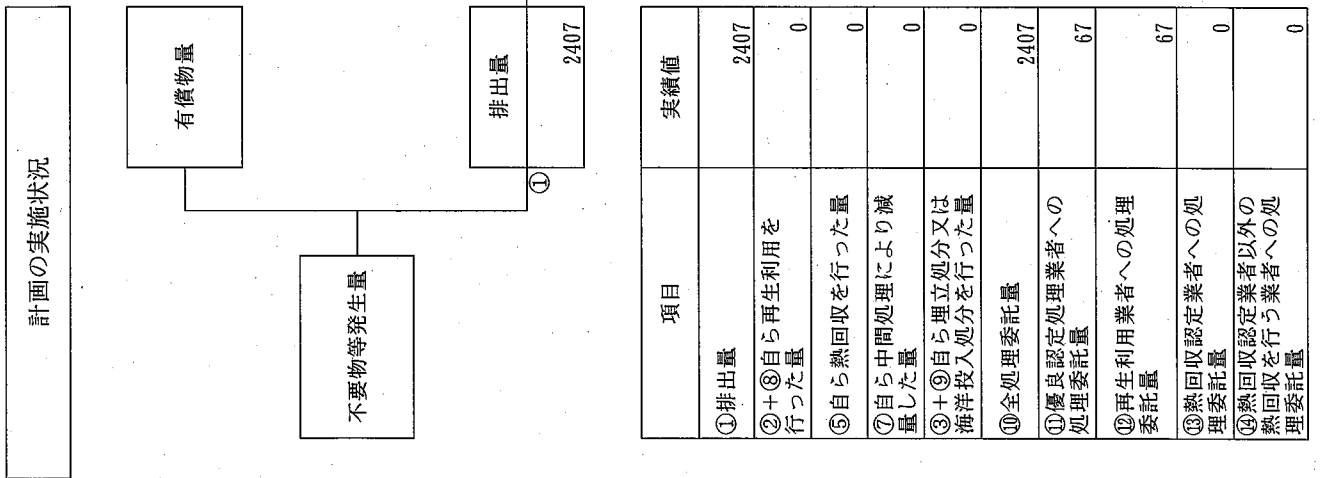 計画の実施状況
不要物等発生量
有償物量
①
排出量
2407
項目
実績値
①排出量
2407
②+⑧自ら再生利用を
行った量
0
⑤自ら熱回収を行った量
0
⑦自ら中間処理により減
量した量
0
③+⑨自ら埋立処分又は
海洋投入処分を行った量
0
⑩全処理委託量
2407
⑪優良認定処理業者への
処理委託量
67
⑫再生利用業者への処理
委託量
67
⑬熱回収認定業者への処
理委託量
0
⑭熱回収認定業者以外の
熱回収を行う業者への処
理委託量
0